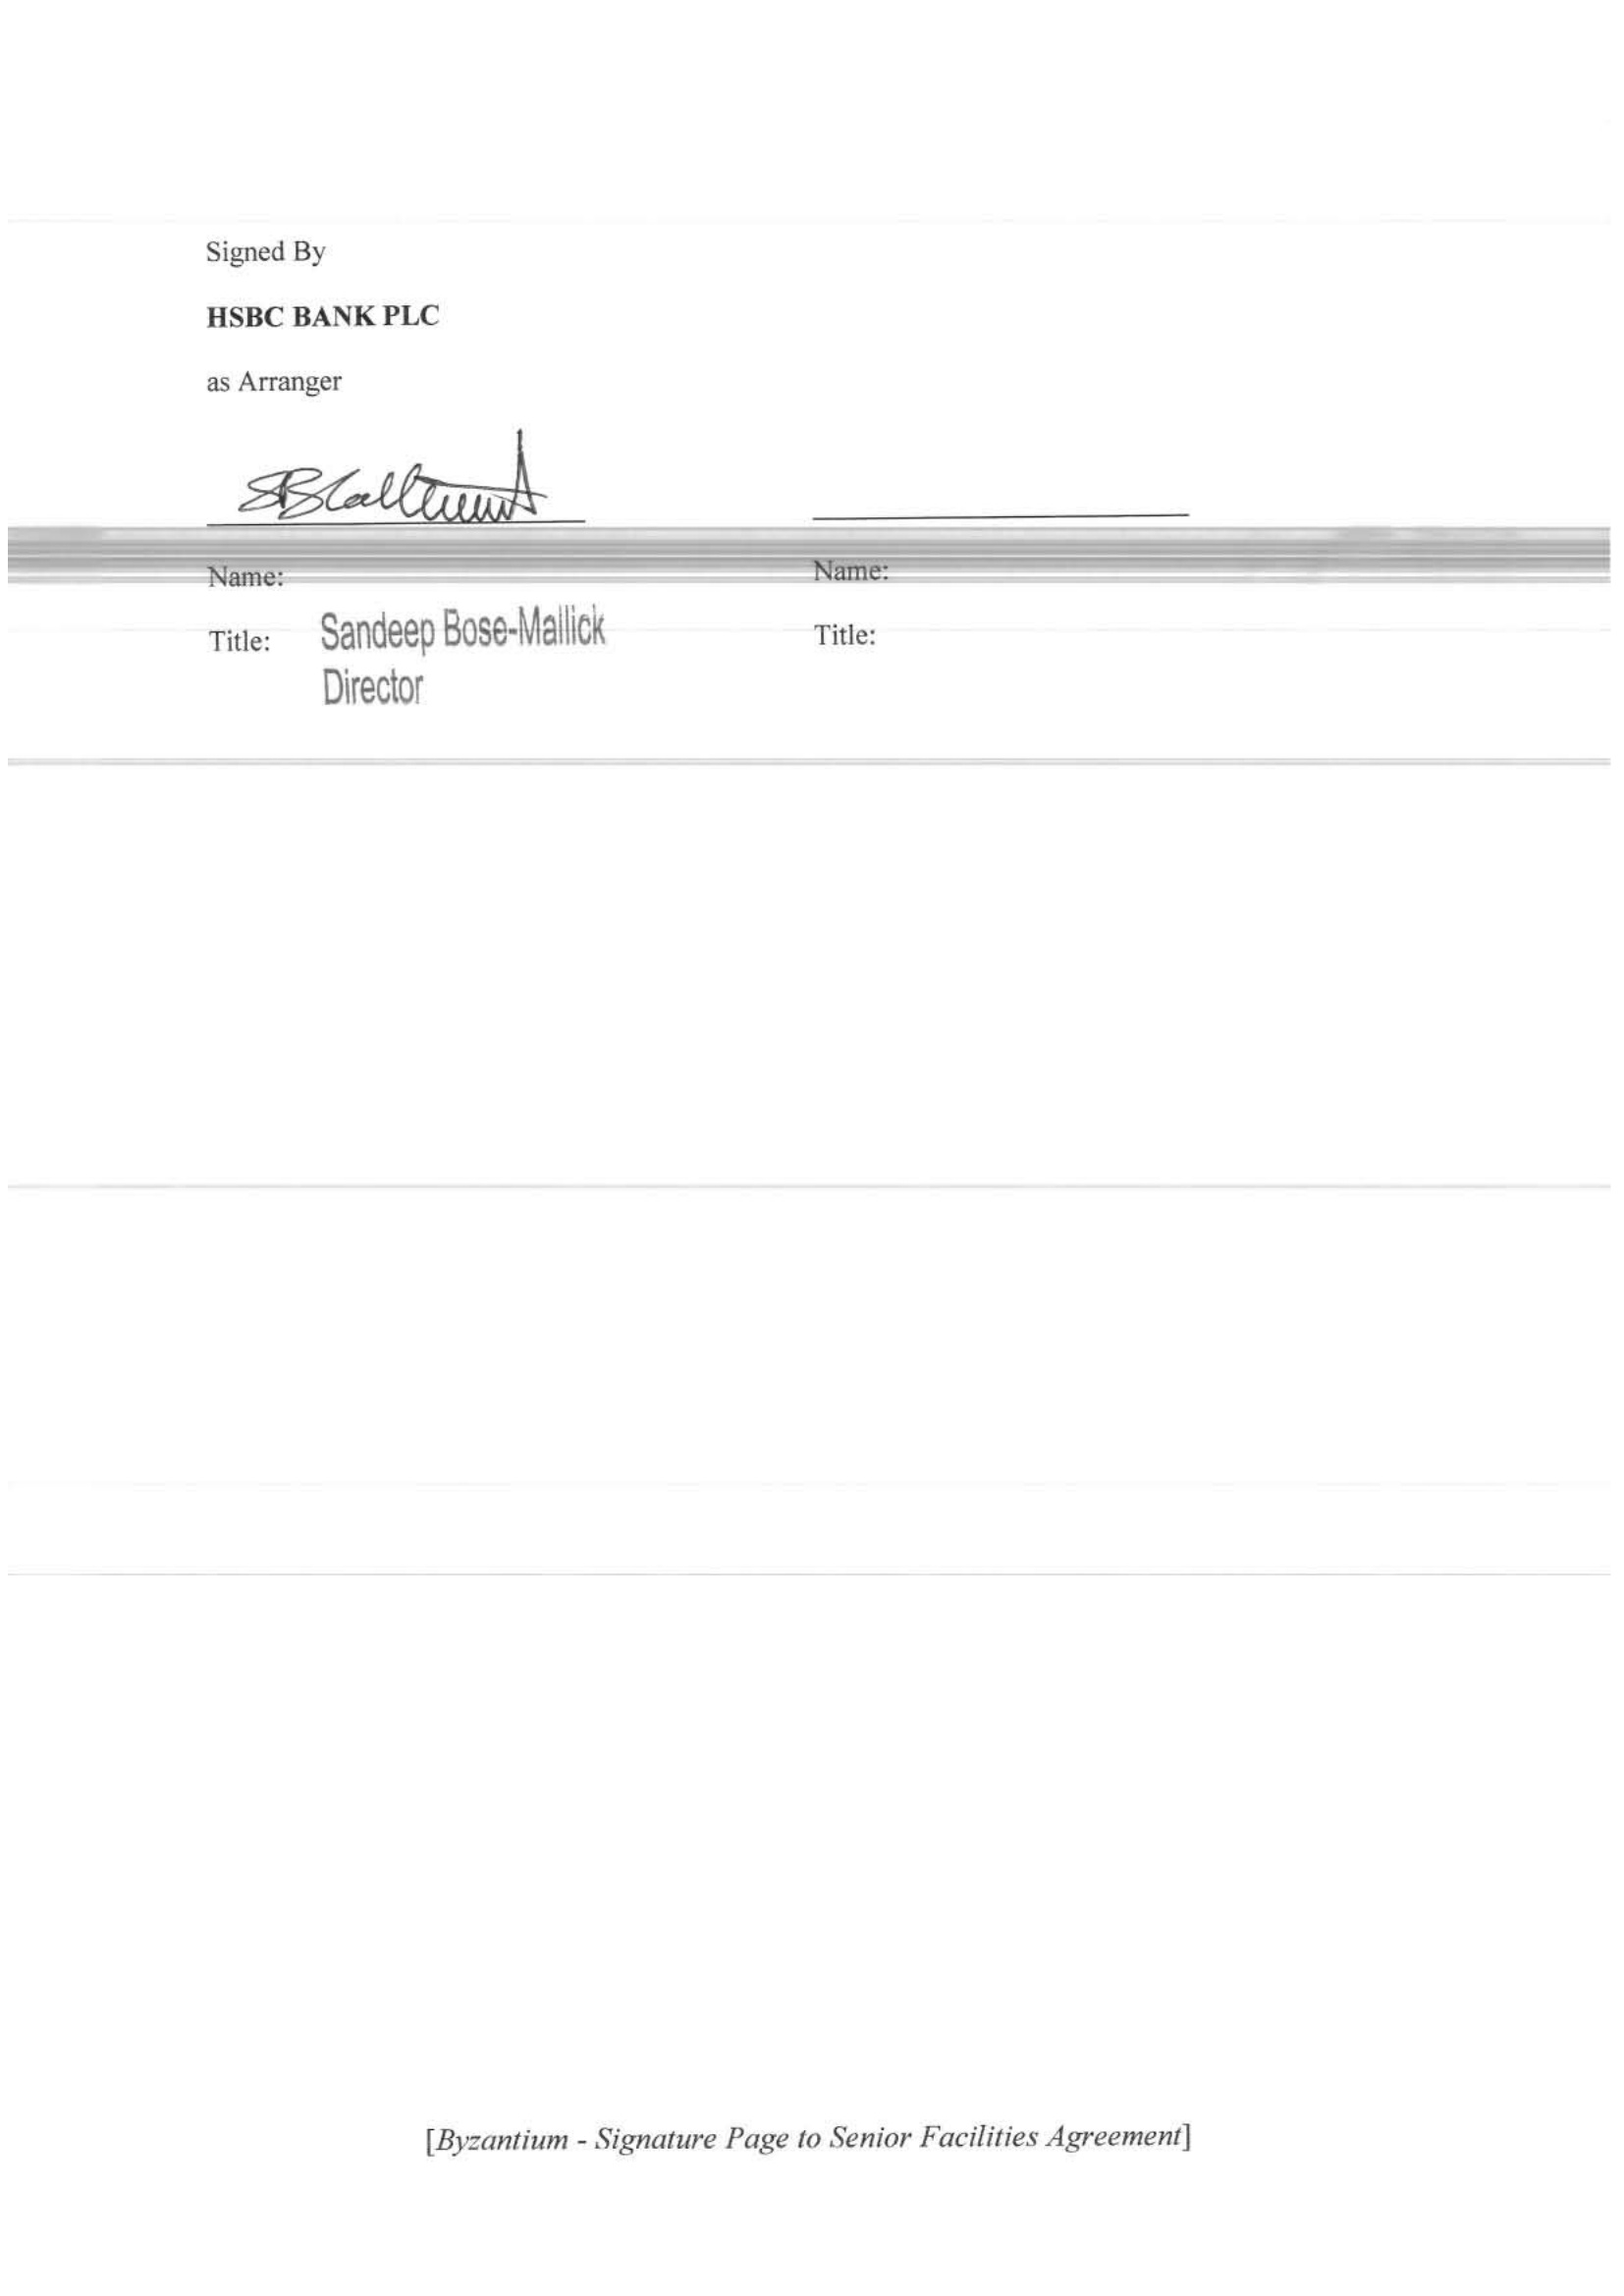 Signed By
HSBC BANK PLC
as Arranger
Name:
Name:
Title:
Sandeep Bose-Mallick
Title:
Director
[Byzantium - Signature Page to Senior Facilities Agreement]